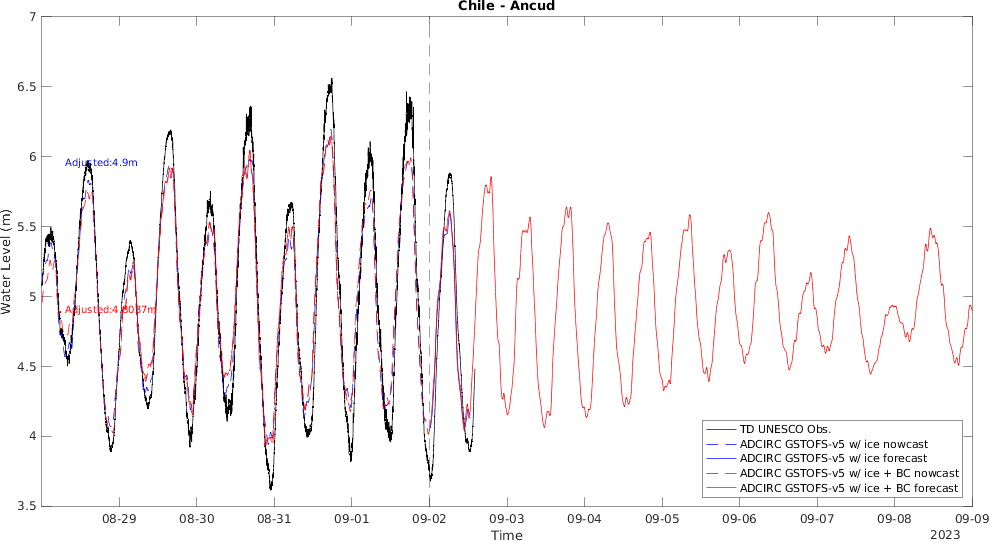 Chile - Ancud
7
6.5
6
5.5
5
4.5
4
3.5
Water Level (m)
Adjusted:4.9m
TD UNESCO Obs.
ADCIRC GSTOFS-v5 w/ ice nowcast
ADCIRC GSTOFS-v5 w/ ice forecast
ADCIRC GSTOFS-v5 w/ ice + BC nowcast
ADCIRC GSTOFS-v5 w/ ice + BC forecast
08-29 08-30 08-31 09-01 09-02 09-03 09-04 09-05 09-06 09-07 09-08 09-09
Time
2023